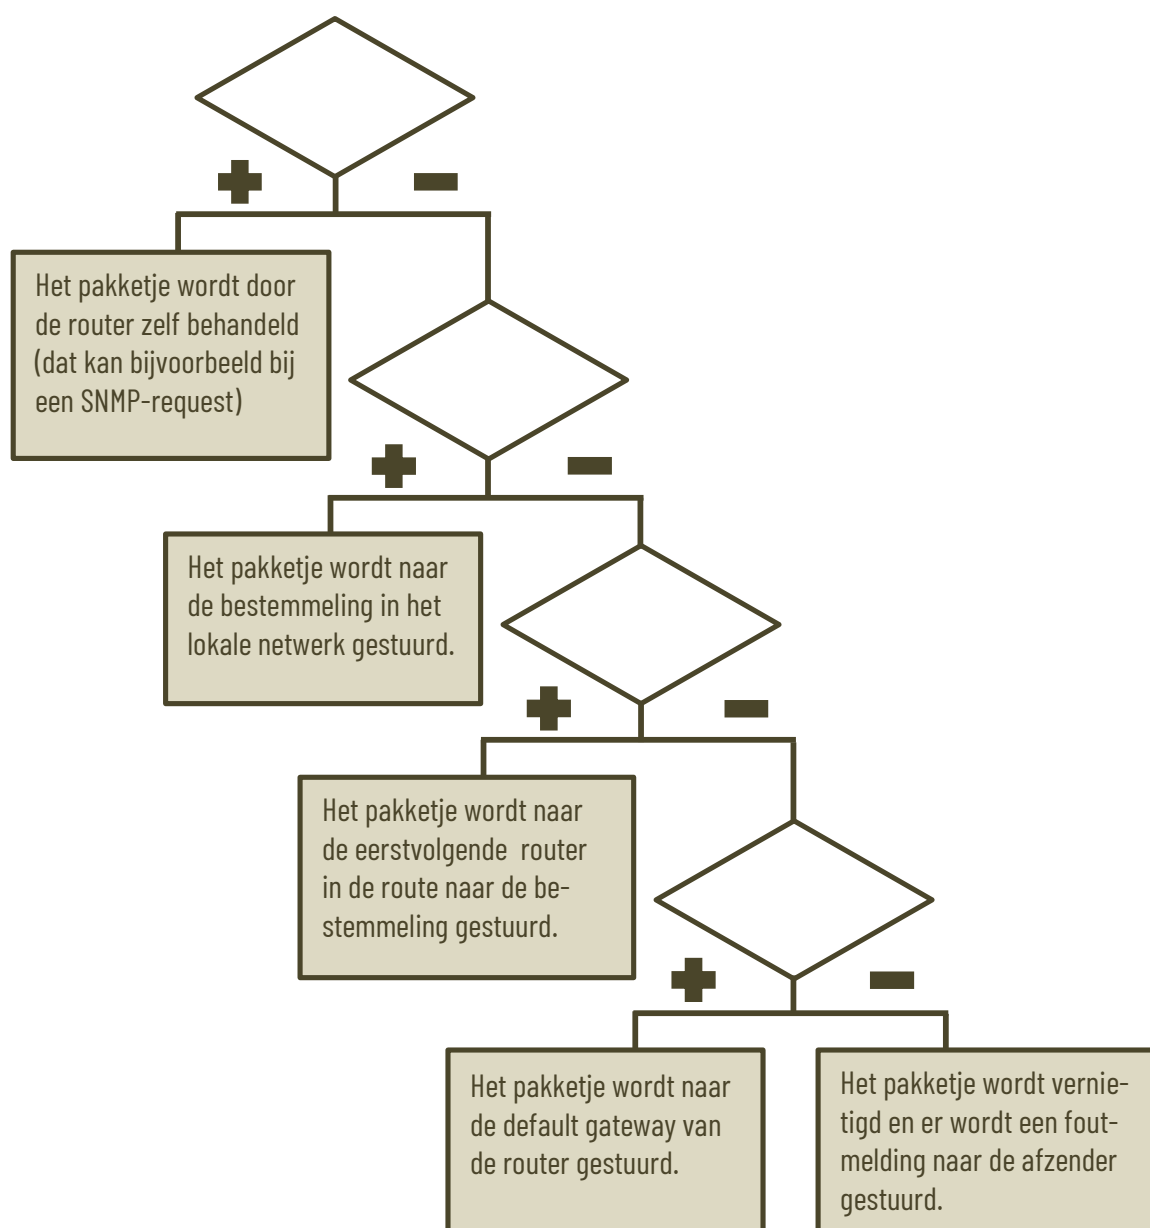 Het pakketje wordt door
de router zelf behandeld
(dat kan bijvoorbeeld bij
een SNMP-request)
Het pakketje wordt naar
de bestemmeling in het
lokale netwerk gestuurd.
Het pakketje wordt naar
de eerstvolgende router
in de route naar de be-
stemmeling gestuurd.
Het pakketje wordt naar
de default gateway van
de router gestuurd.
Het pakketje wordt vernie-
tigd en er wordt een fout-
melding naar de afzender
gestuurd.